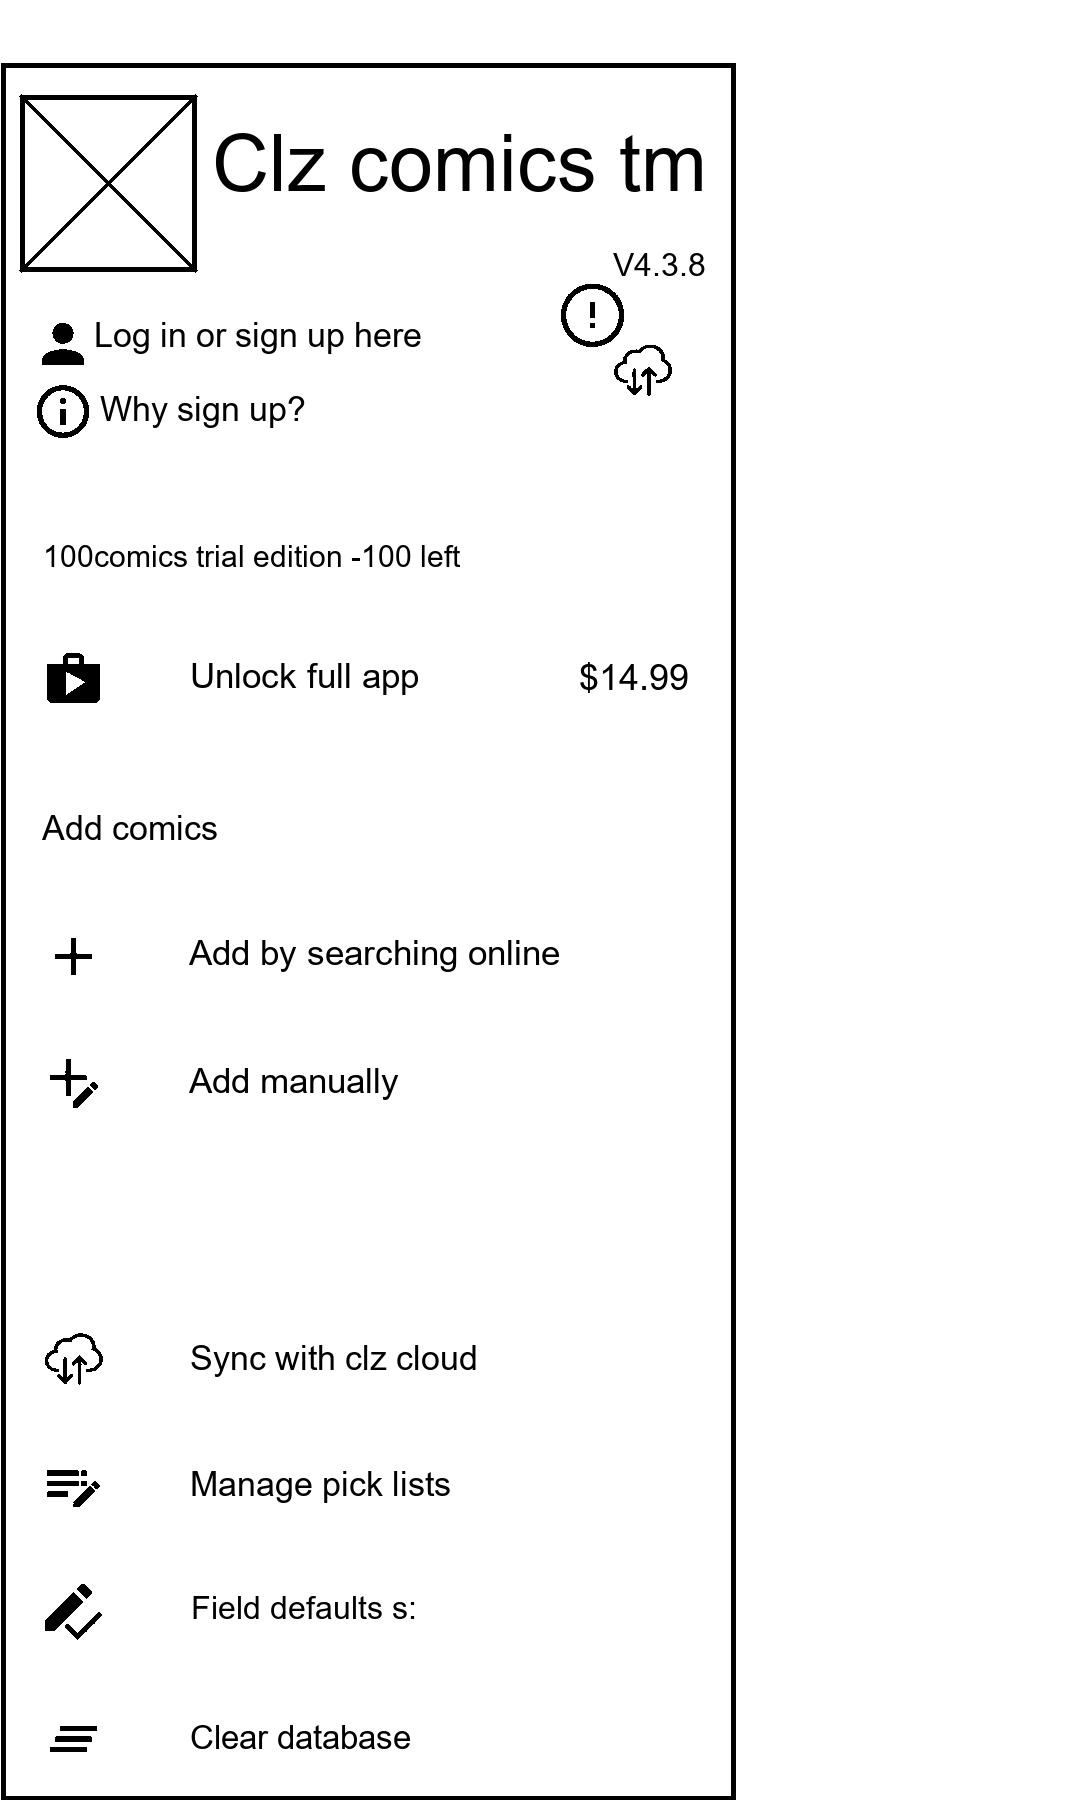 Clz comics tm
V4.3.8
Log in or sign up here
Why sign up?
100comics trial edition -100 left
Unlock full app $14.99
Add comics
Add by searching online
Add manually
Sync with clz cloud
Manage pick lists
Field defaults s:
Clear database